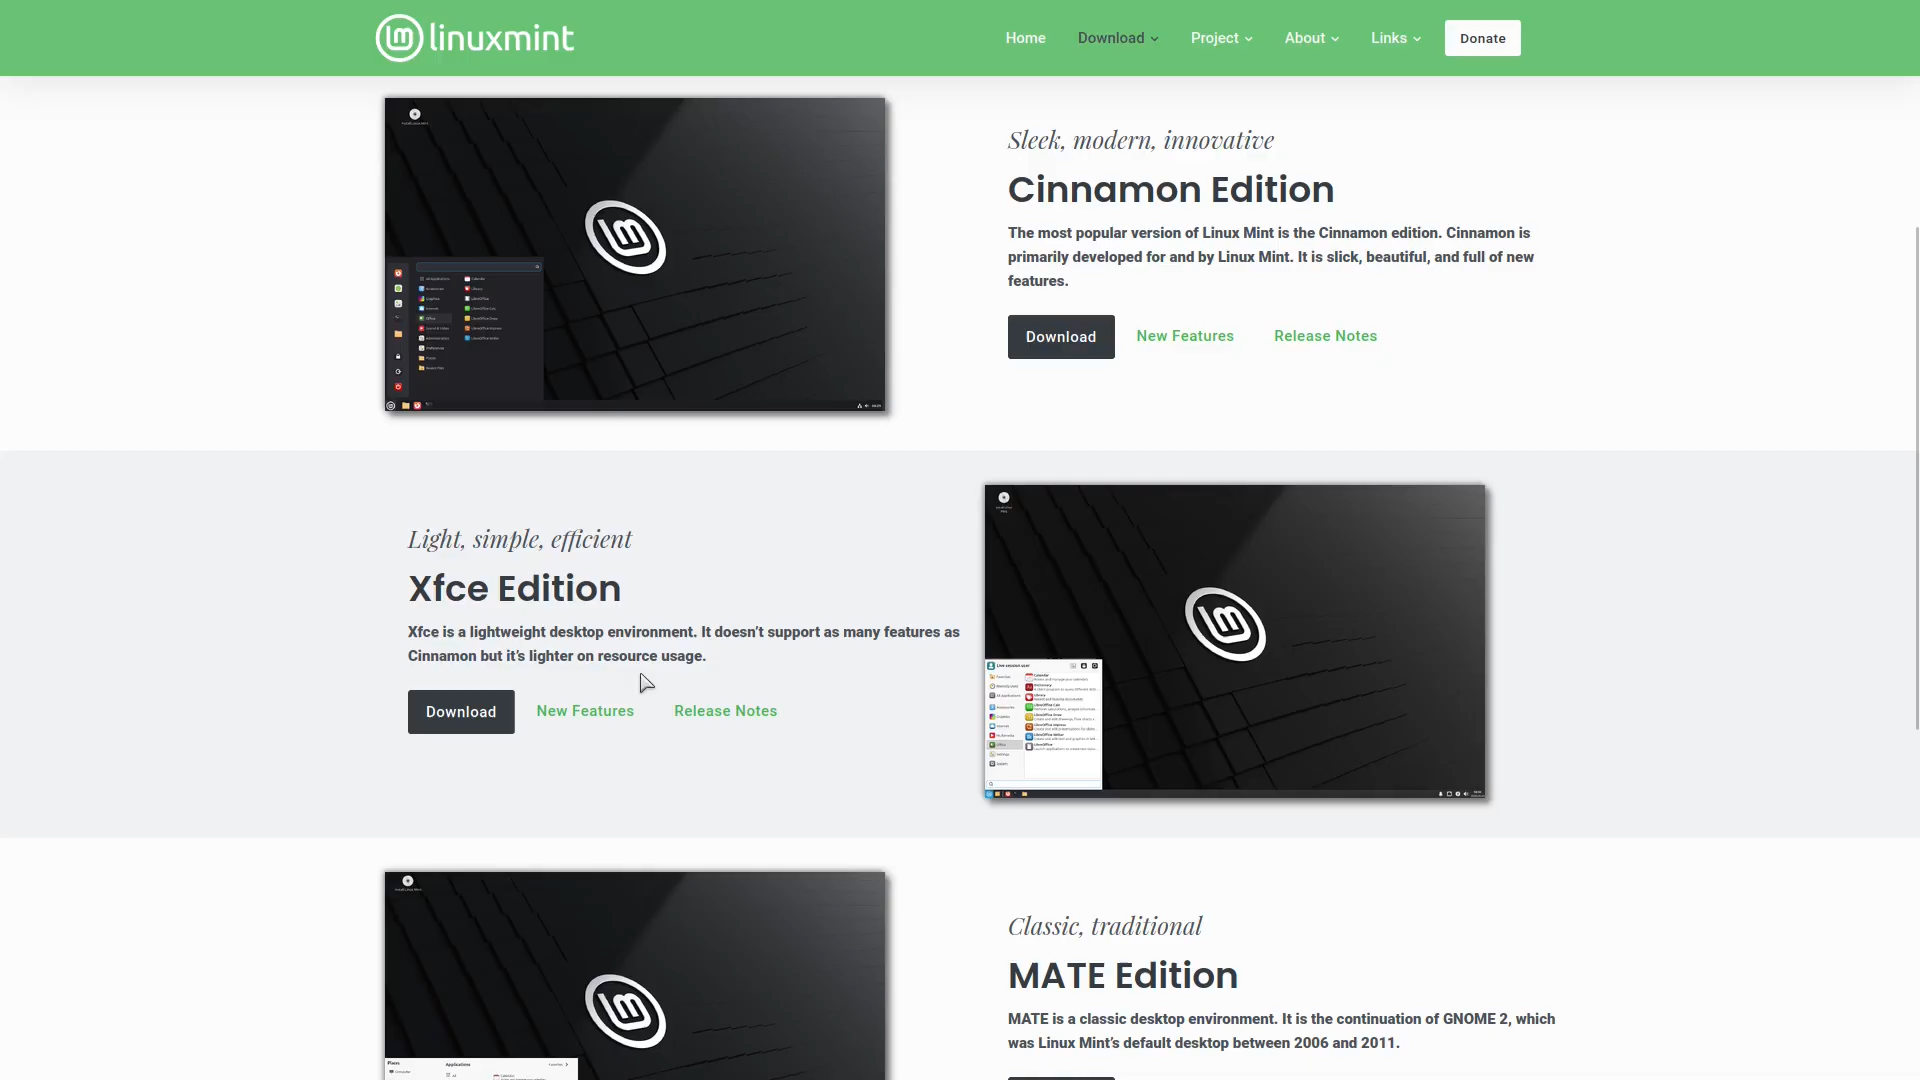 linuxmint
Home
Download
Project
About
Links
Donate
Sleek, modern, innovative
Cinnamon Edition
The most popular version of Linux Mint is the Cinnamon edition. Cinnamon is
primarily developed for and by Linux Mint. It is slick, beautiful, and full of new
features.
Download
New Features
Release Notes
Light, simple, efficient
Xfce Edition
Xfce is a lightweight desktop environment. It doesn’t support as many features as
Cinnamon but it’s lighter on resource usage.
Download
New Features
Release Notes
Classic, traditional
MATE Edition
MATE is a classic desktop environment. It is the continuation of GNOME 2, which
was Linux Mint’s default desktop between 2006 and 2011.